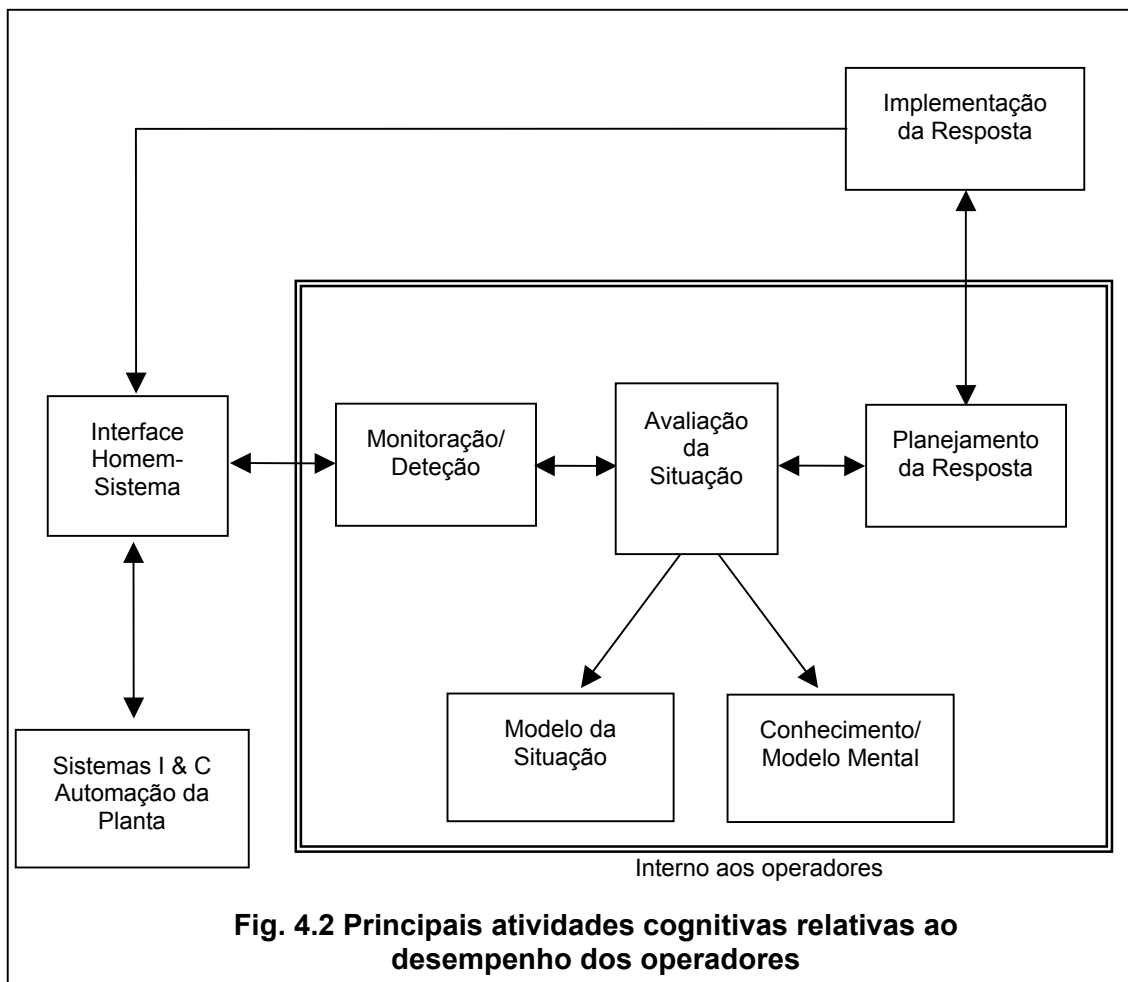 Implementação
da Resposta
Interface
Homem-
Sistema
Monitoração/
Deteção
Avaliação
da
Situação
Planejamento
da Resposta
Modelo da
Situação
Conhecimento/
Modelo Mental
Sistemas I & C
Automação da
Planta
Interno aos operadores
Fig. 4.2 Principais atividades cognitivas relativas ao
desempenho dos operadores